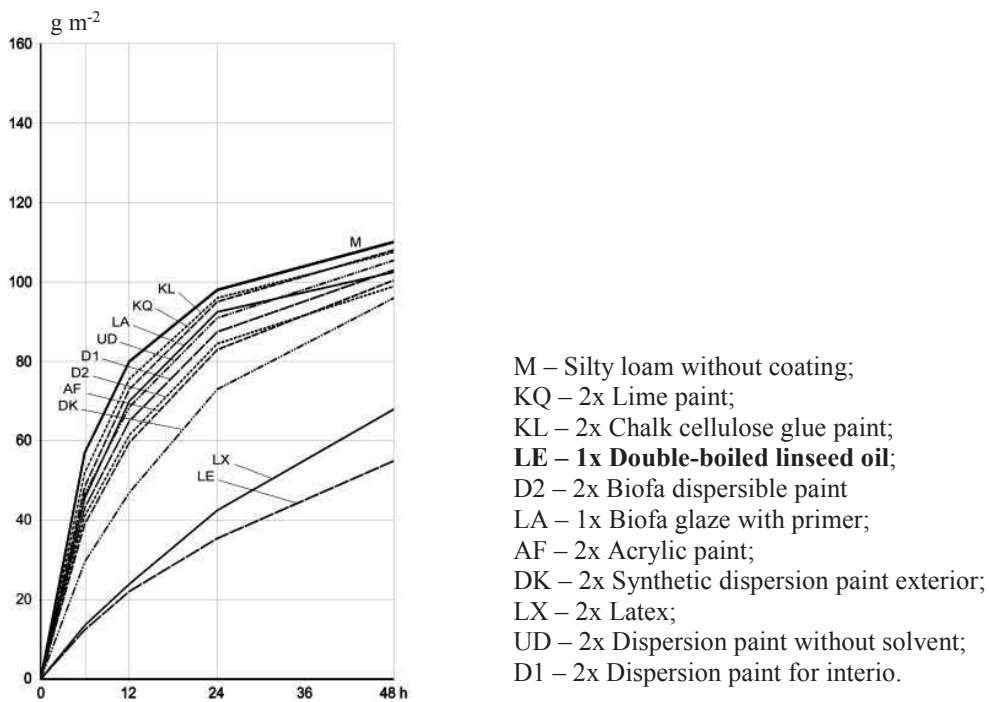 g m-2
160
140
120
100
80
60
40
20
0
M
KL
KQ
LA
UD
D1
D2
AF
DK
LX
LE
0 12 24 36 48 h
M – Silty loam without coating;
KQ – 2x Lime paint;
KL – 2x Chalk cellulose glue paint;
LE – 1x Double-boiled linseed oil;
D2 – 2x Biofa dispersible paint
LA – 1x Biofa glaze with primer;
AF – 2x Acrylic paint;
DK – 2x Synthetic dispersion paint exterior;
LX – 2x Latex;
UD – 2x Dispersion paint without solvent;
D1 – 2x Dispersion paint for interio.